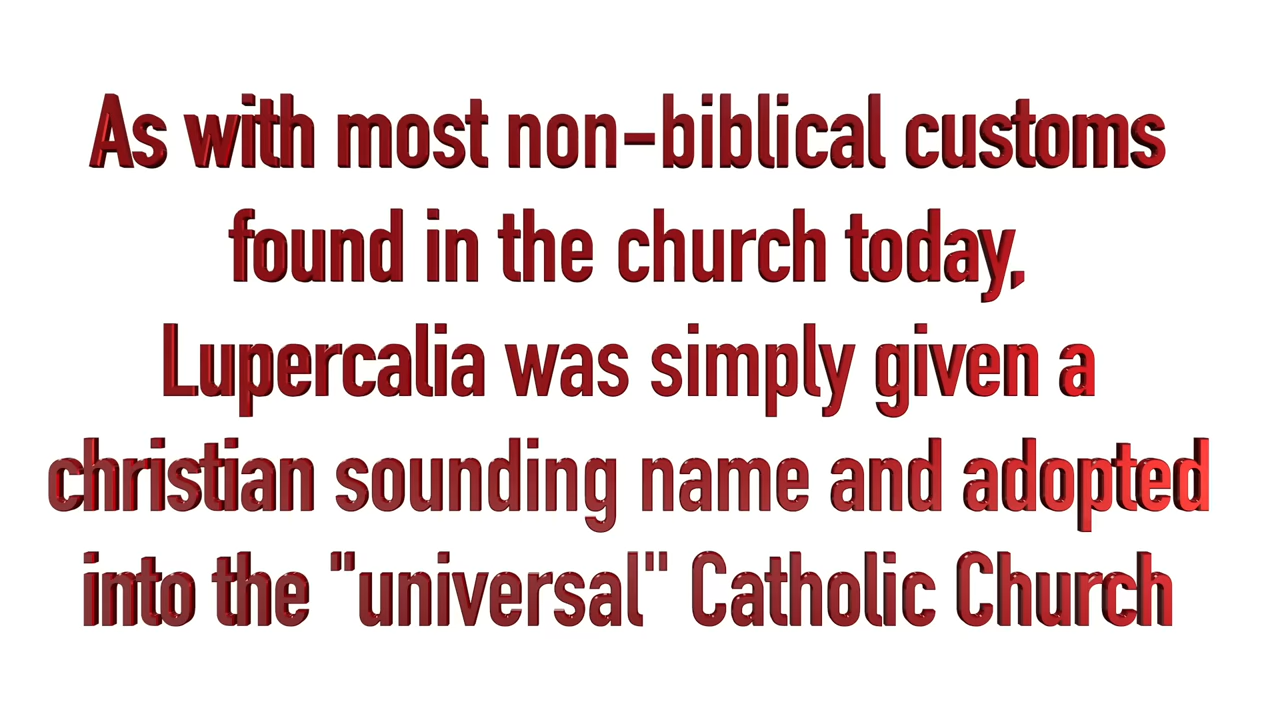 As with most non-biblical customs
found in the church today,
Lupercalia was simply given a
christian sounding name and adopted
into the "universal" Catholic Church